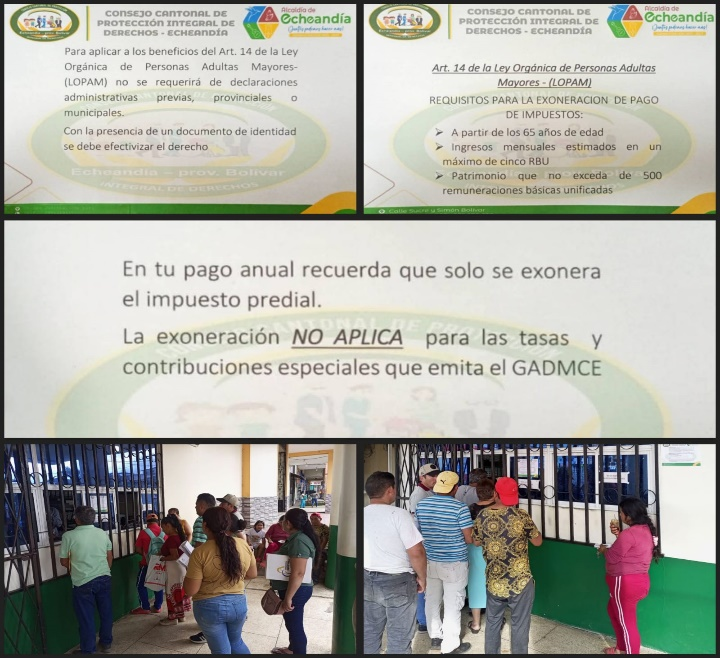 CONSEJO CANTONAL DE
PROTECCIÓN INTEGRAL DE
DERECHOS - ECHEANDÍA
Alcaldía de
echeandía
Para aplicar a los beneficios del Art. 14 de la Ley
Orgánica de Personas Adultas Mayores-
(LOPAM) no se requerirá de declaraciones
administrativas previas, provinciales o
municipales.
Con la presencia de un documento de identidad
se debe efectivizar el derecho
Echeandía – prov. Bolívar
INTEGRAL DE DERECHOS
CONSEJO CANTONAL DE
PROTECCIÓN INTEGRAL DE
DERECHOS - ECHEANDÍA
Alcaldía de
echeandía
Art. 14 de la Ley Orgánica de Personas Adultas
Mayores - (LOPAM)
REQUISITOS PARA LA EXONERACION DE PAGO
DE IMPUESTOS:
➤ A partir de los 65 años de edad
➤ Ingresos mensuales estimados en un
máximo de cinco RBU
➤ Patrimonio que no exceda de 500
remuneraciones básicas unificadas
Calle Sucre y Simón Bolívar
En tu pago anual recuerda que solo se exonera
el impuesto predial.
La exoneración NO APLICA para las tasas y
contribuciones especiales que emita el GADMCE